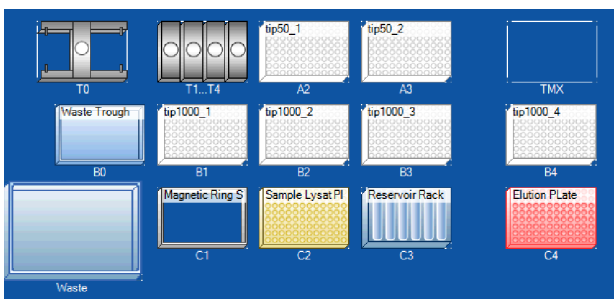 tip50_1
tip50_2
T0
T1...T4
A2
A3
TMX
Waste Trough
tip1000_1
tip1000_2
tip1000_3
tip1000_4
B0
B1
B2
B3
B4
Magnetic Ring S
Sample Lysat Pl
Reservoir Rack
Elution PLate
C1
C2
C3
C4
Waste